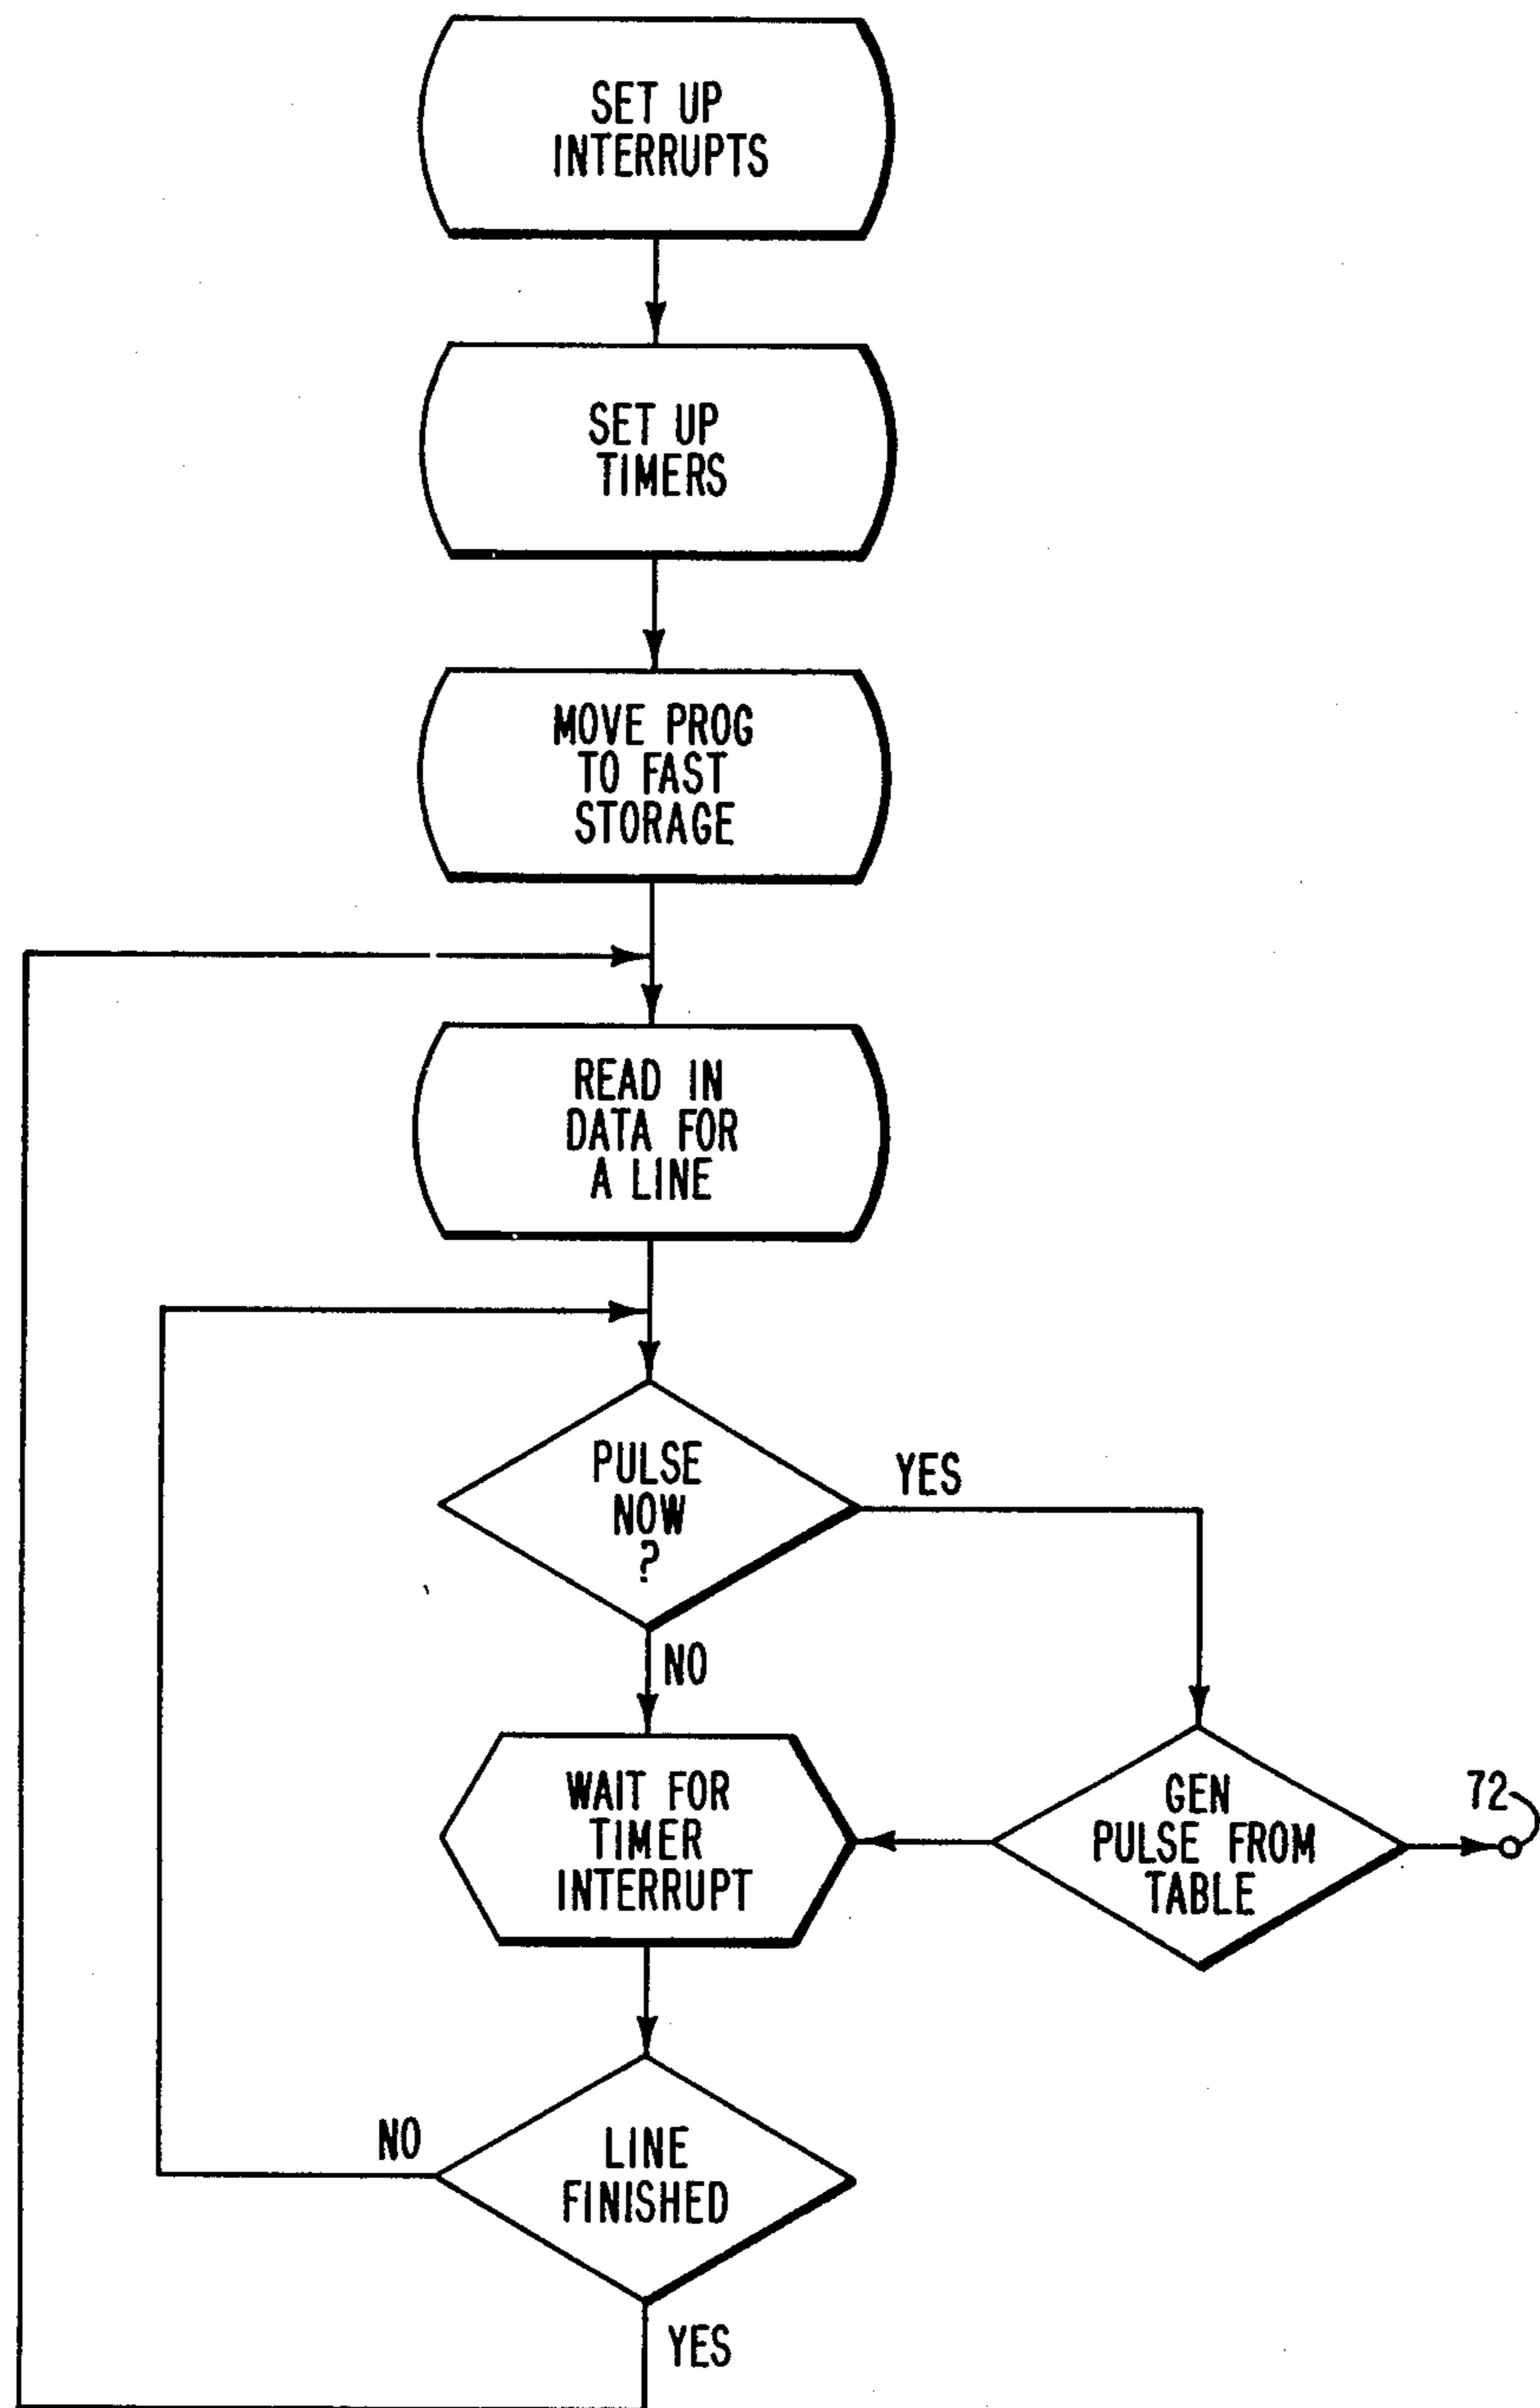 SET UP
INTERRUPTS
SET UP
TIMERS
MOVE PROG
TO FAST
STORAGE
READ IN
DATA FOR
A LINE
PULSE
NOW
?
YES
NO
WAIT FOR
TIMER
INTERRUPT
GEN
PULSE FROM
TABLE
72
LINE
FINISHED
NO
YES